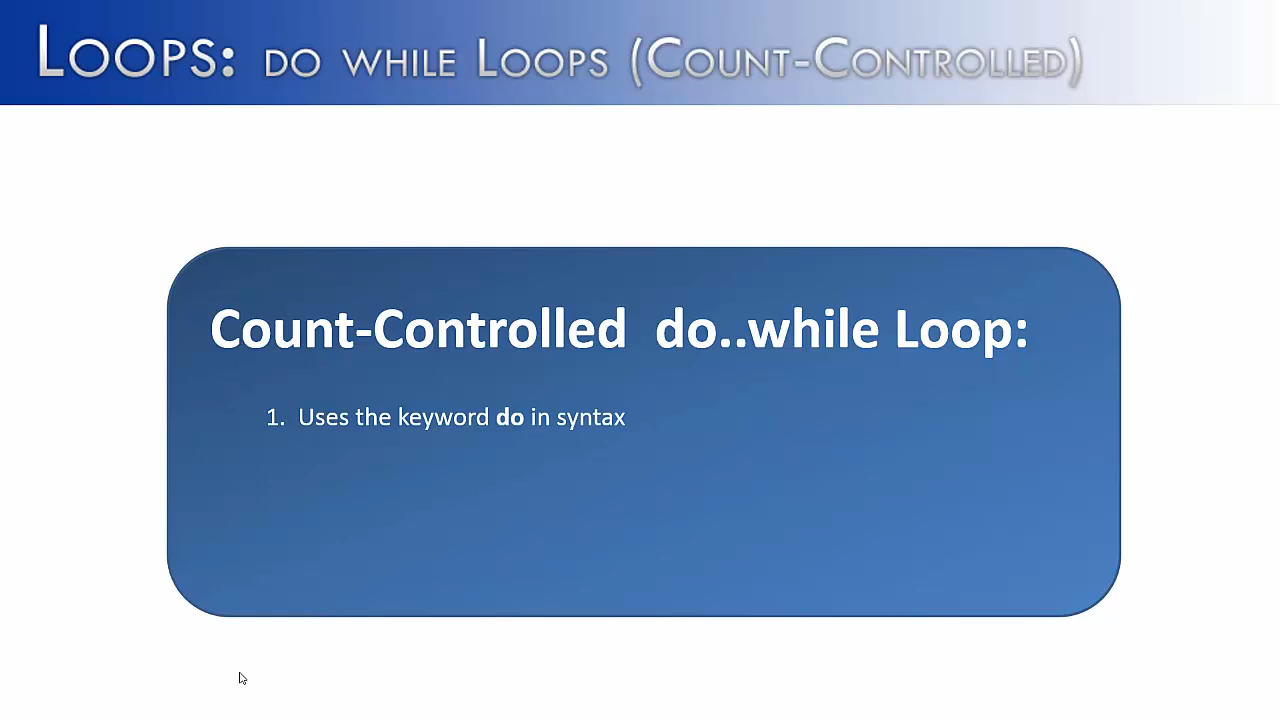 Loops: do while Loops (Count-Controlled)
Count-Controlled do..while Loop:
1. Uses the keyword do in syntax